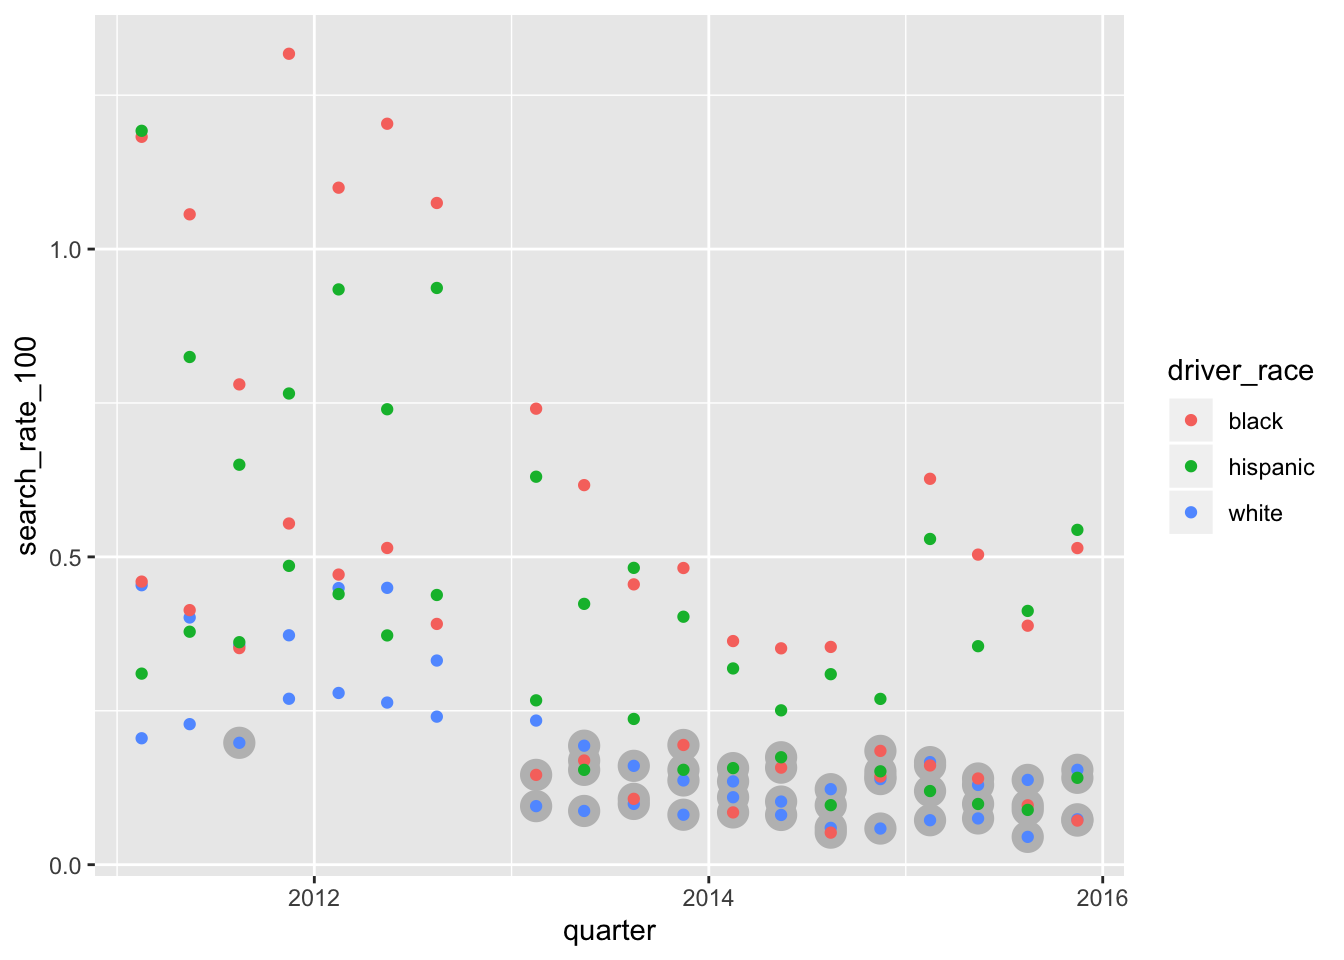 search_rate_100
1.0
0.5
0.0
2012
2014
2016
quarter
driver_race
black
hispanic
white